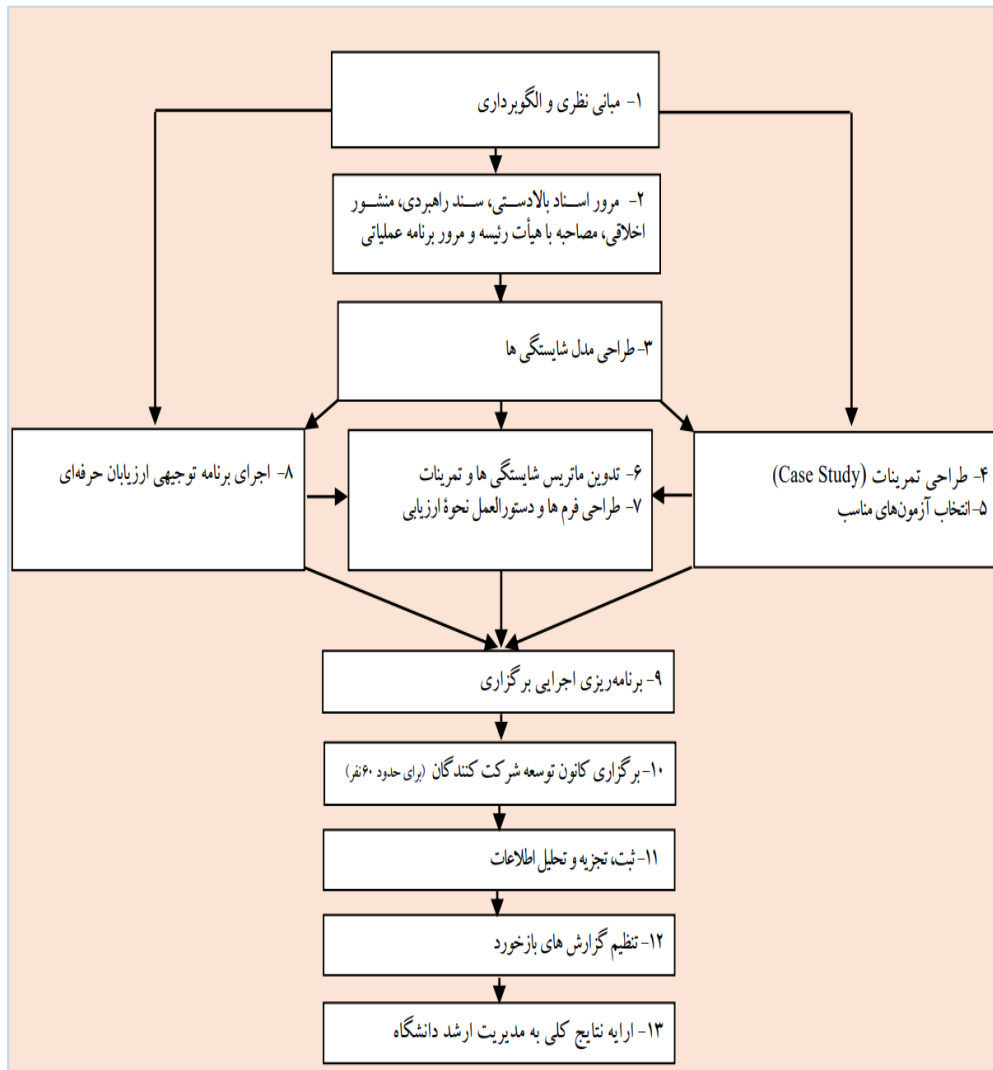 ۱- مبانی نظری و الگوبرداری
۲- مرور اسناد بالادستی، سند راهبردی، منشور
اخلاقی، مصاحبه با هیأت رئیسه و مرور برنامه عملیاتی
۳- طراحی مدل شایستگی ها
۴- طراحی تمرینات (Case Study)
۵-انتخاب آزمون‌های مناسب
۶- تدوین ماتریس شایستگی ها و تمرینات
۷- طراحی فرم ها و دستورالعمل نحوۀ ارزیابی
۸- اجرای برنامه توجیهی ارزیابان حرفه‌ای
۹- برنامه‌ریزی اجرایی برگزاری
۱۰-برگزاری کانون توسعه شرکت کنندگان (برای حدود ۶۰نفر)
۱۱- ثبت، تجزیه و تحلیل اطلاعات
۱۲-تنظیم گزارش های بازخورد
۱۳- ارایه نتایج کلی به مدیریت ارشد دانشگاه